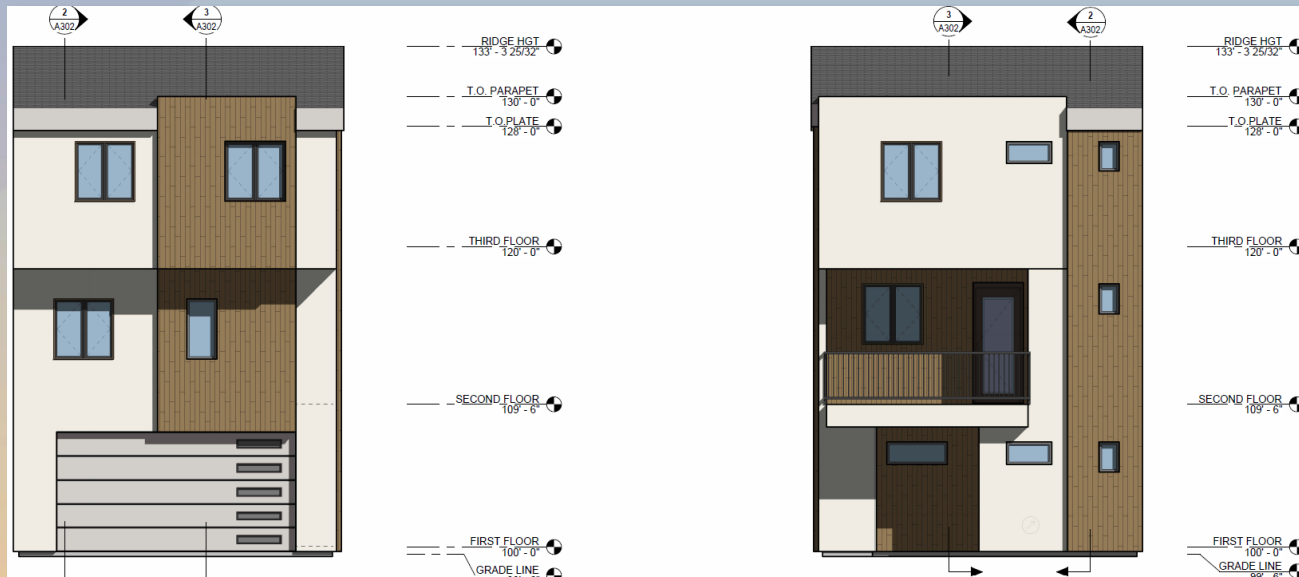 2
A302
3
A302
RIDGE HGT
133' - 3 25/32"
T.O. PARAPET
130' - 0"
T.O.PLATE
128' - 0"
THIRD FLOOR
120' - 0"
SECOND FLOOR
109' - 6"
FIRST FLOOR
100' - 0"
GRADE LINE
3
A302
2
A302
RIDGE HGT
133' - 3 25/32"
T.O. PARAPET
130' - 0"
T.O.PLATE
128' - 0"
THIRD FLOOR
120' - 0"
SECOND FLOOR
109' - 6"
FIRST FLOOR
100' - 0"
GRADE LINE
99' - 6"